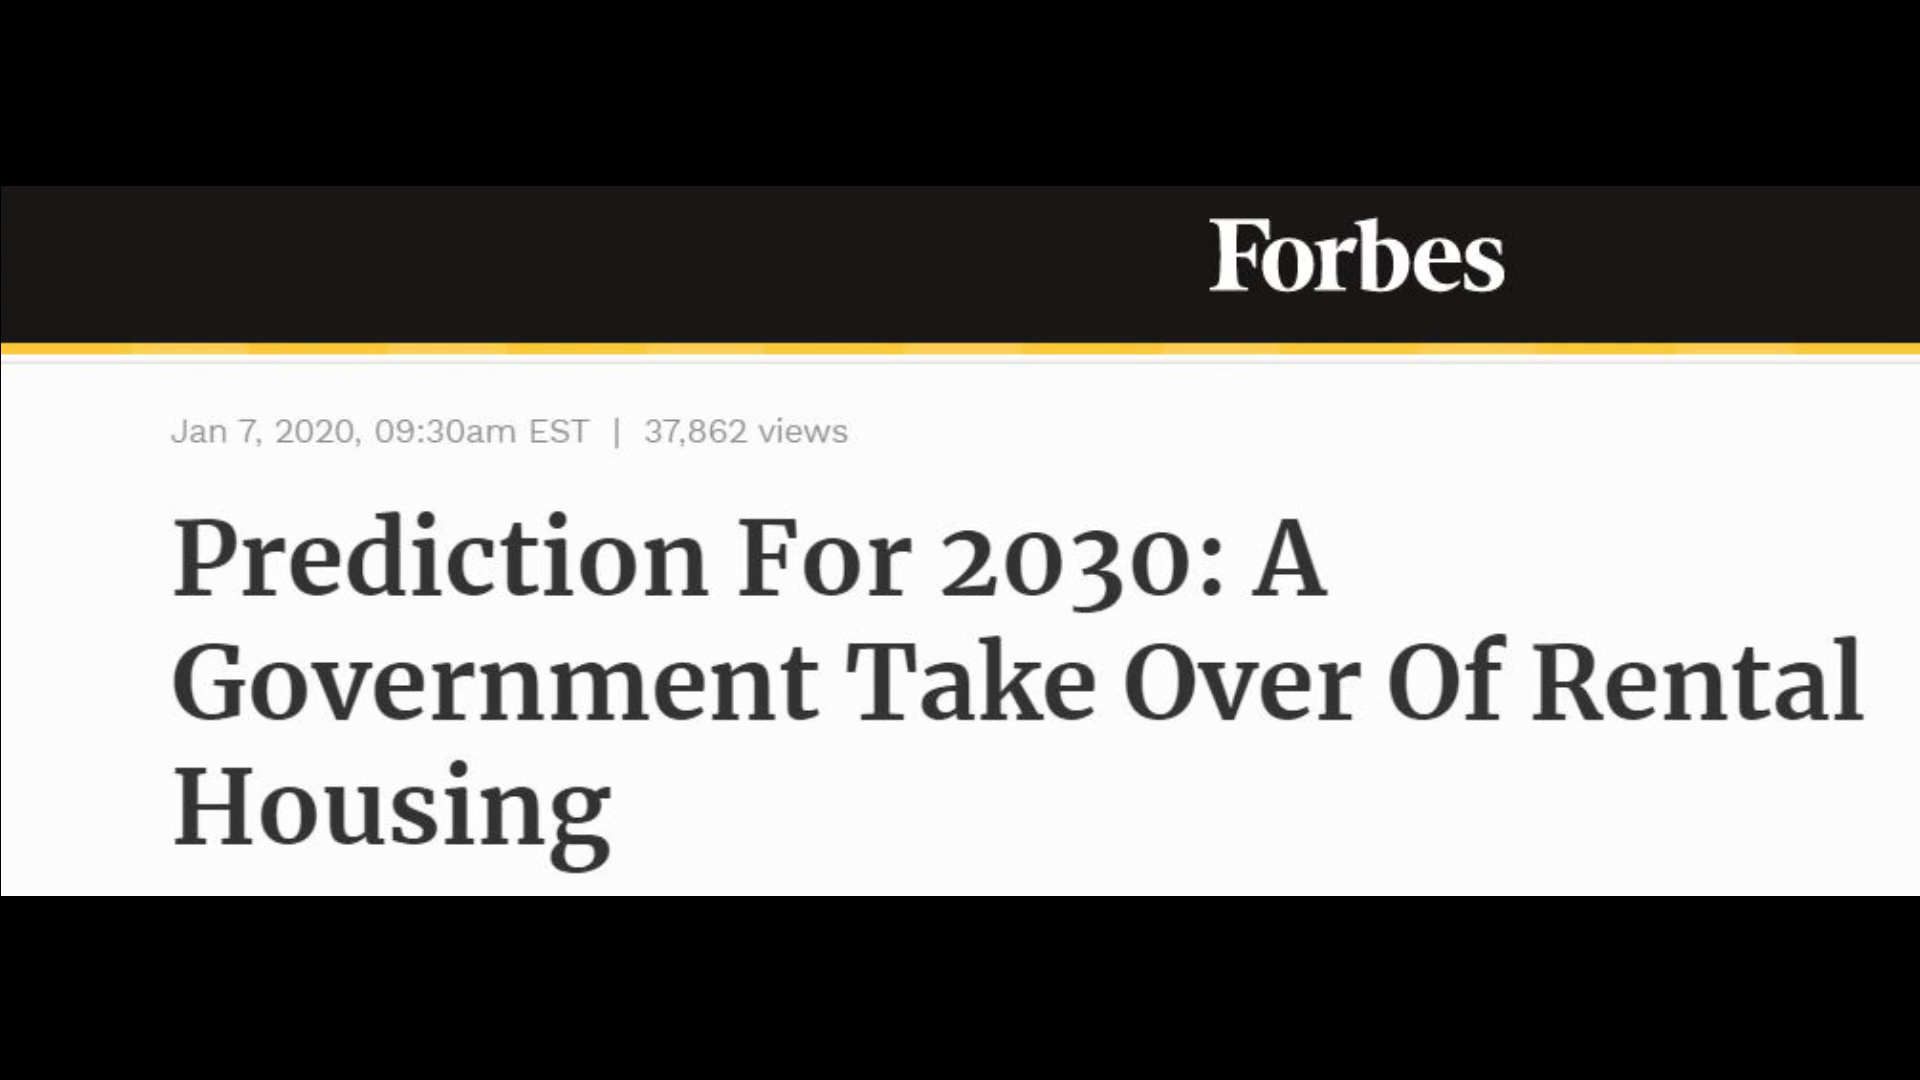 Forbes
Jan 7, 2020, 09:30am EST | 37,862 views
Prediction For 2030: A
Government Take Over Of Rental
Housing